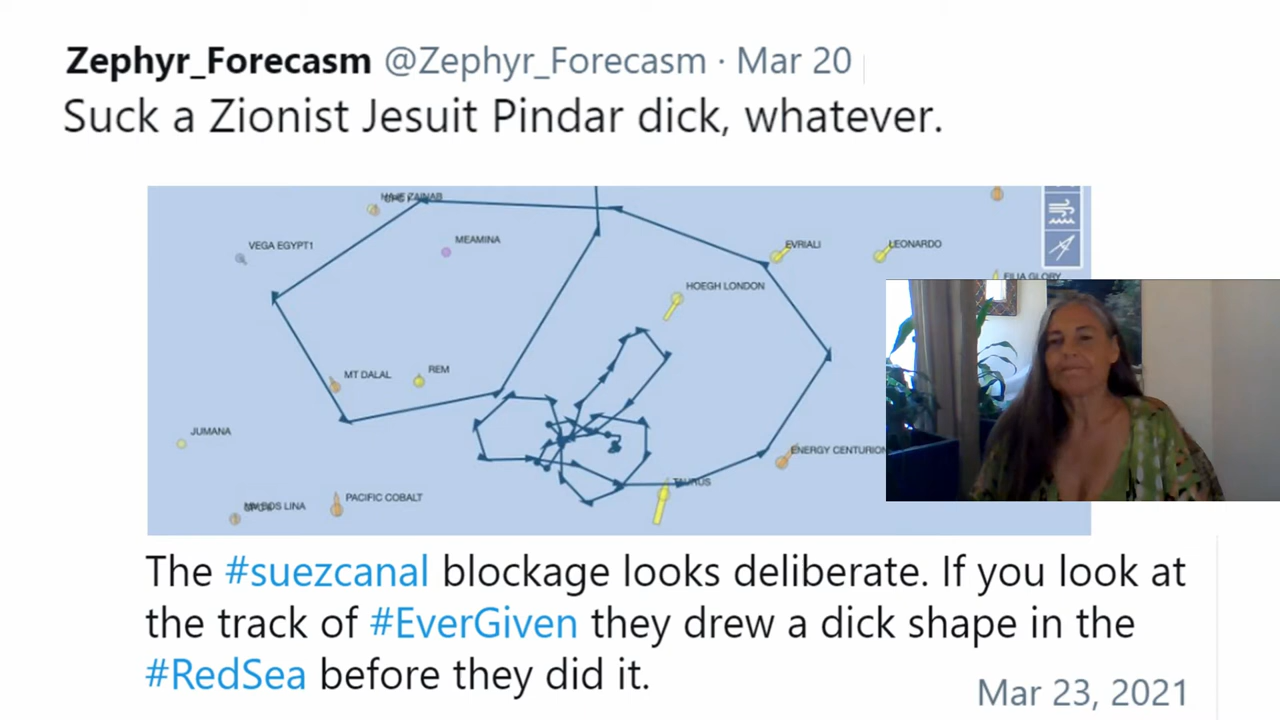 Zephyr_Forecasm @Zephyr_Forecasm · Mar 20
Suck a Zionist Jesuit Pindar dick, whatever.
VEGA EGYPT1
MEAMINA
EVRIALI
LEONARDO
FILIA GLORY
HOEGH LONDON
MT DALAL
REM
JUMANA
ENERGY CENTURION
TAURUS
PACIFIC COBALT
The #suezcanal blockage looks deliberate. If you look at
the track of #EverGiven they drew a dick shape in the
#RedSea before they did it.
Mar 23, 2021